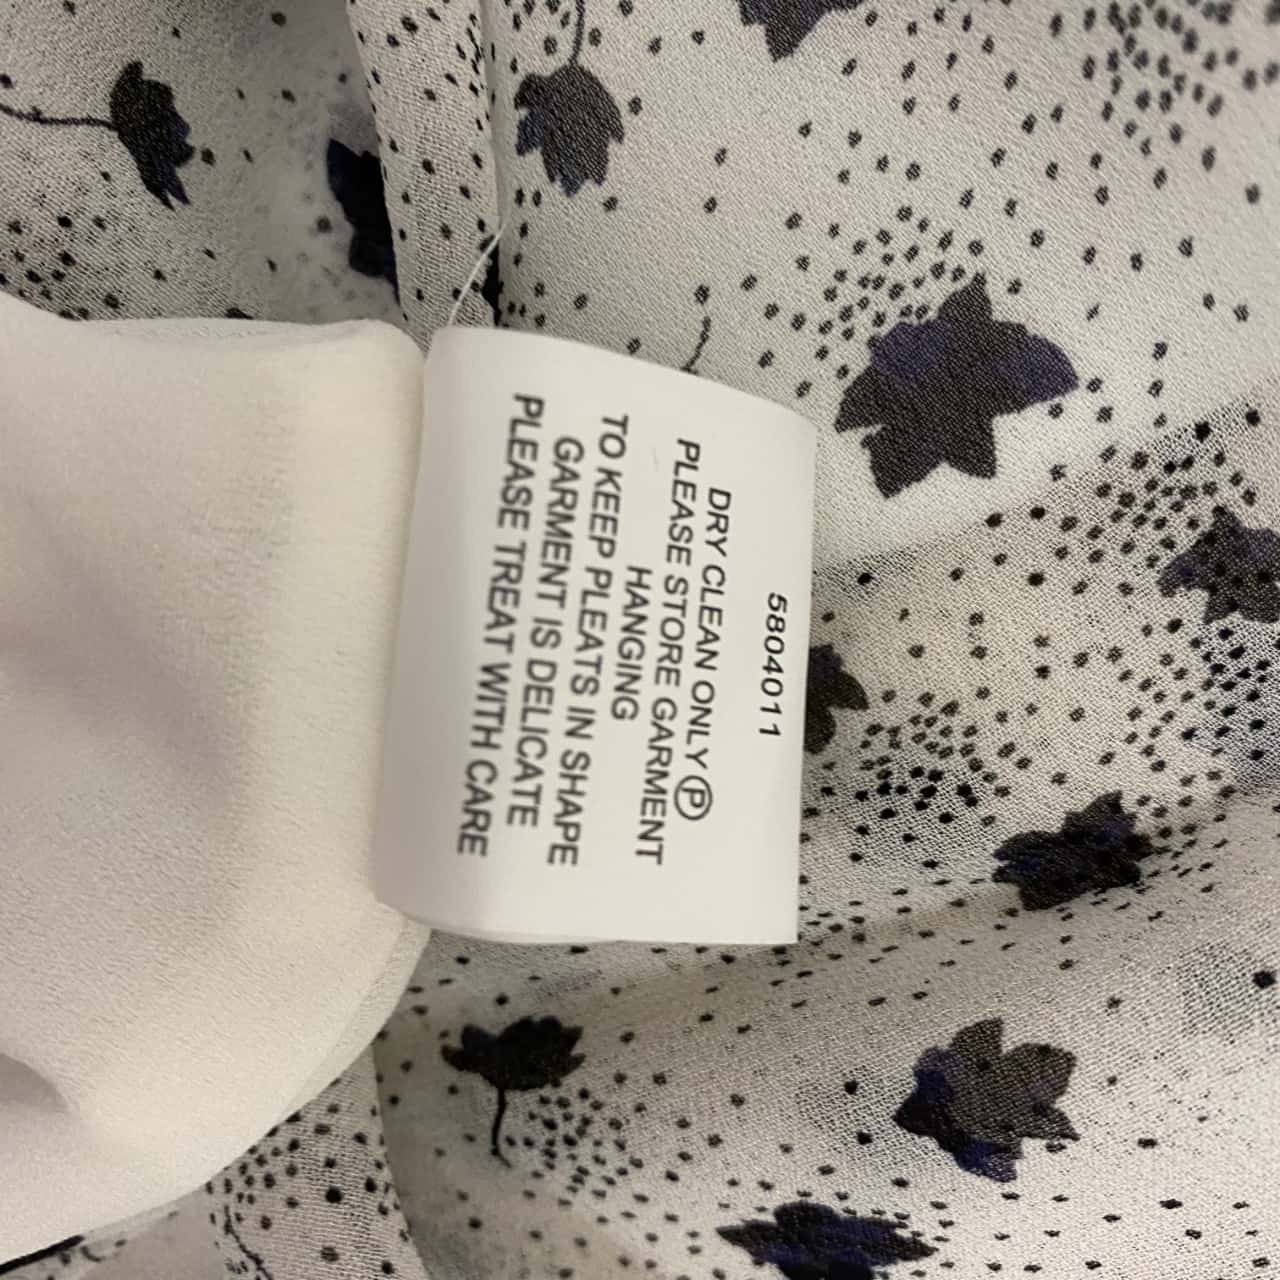 5804011
DRY CLEAN ONLY Ⓟ
PLEASE STORE GARMENT
HANGING
TO KEEP PLEATS IN SHAPE
GARMENT IS DELICATE
PLEASE TREAT WITH CARE